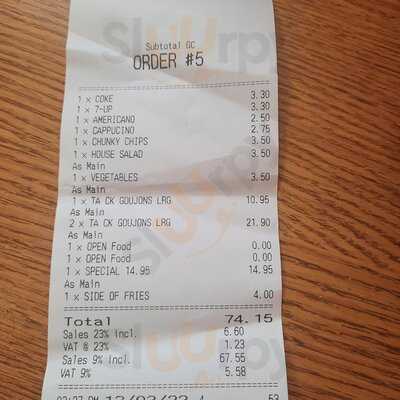 Subtotal GC
ORDER #5
1 x COKE 3.30
1 x 7-UP 3.30
1 x AMERICANO 2.50
1 x CAPPUCINO 2.75
1 x CHUNKY CHIPS 3.50
1 x HOUSE SALAD 3.50
As Main
1 x VEGETABLES 3.50
As Main
1 x TA CK GOUJONS LRG 10.95
As Main
2 x TA CK GOUJONS LRG 21.90
As Main
1 x OPEN Food 0.00
1 x OPEN Food 0.00
1 x SPECIAL 14.95 14.95
As Main
1 x SIDE OF FRIES 4.00
Total 74.15
Sales 23% incl. 6.60
VAT @ 23% 1.23
Sales 9% incl. 67.55
VAT 9% 5.58